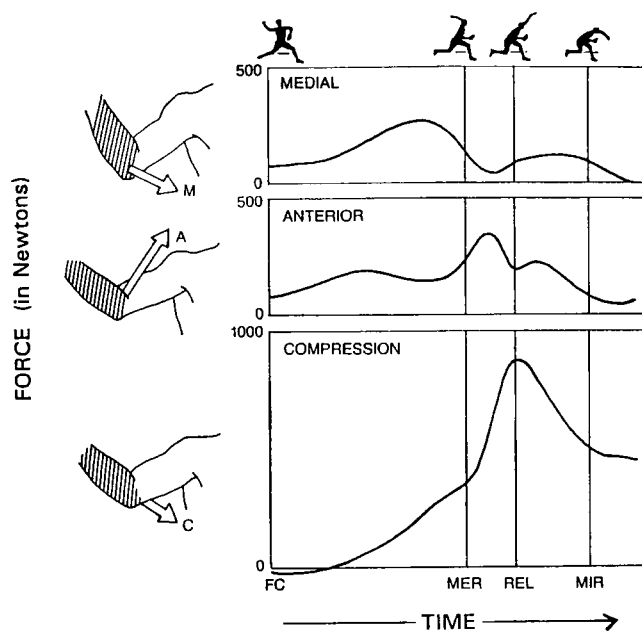 500
MEDIAL
0
M
500
ANTERIOR
A
0
1000
COMPRESSION
C
0
FORCE (in Newtons)
FC MER REL MIR
TIME